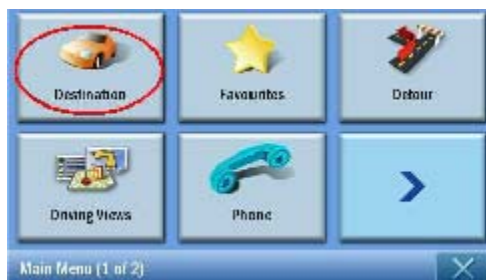 Destination
Favourites
Detour
Driving Views
Phone
Main Menu (1 of 2)